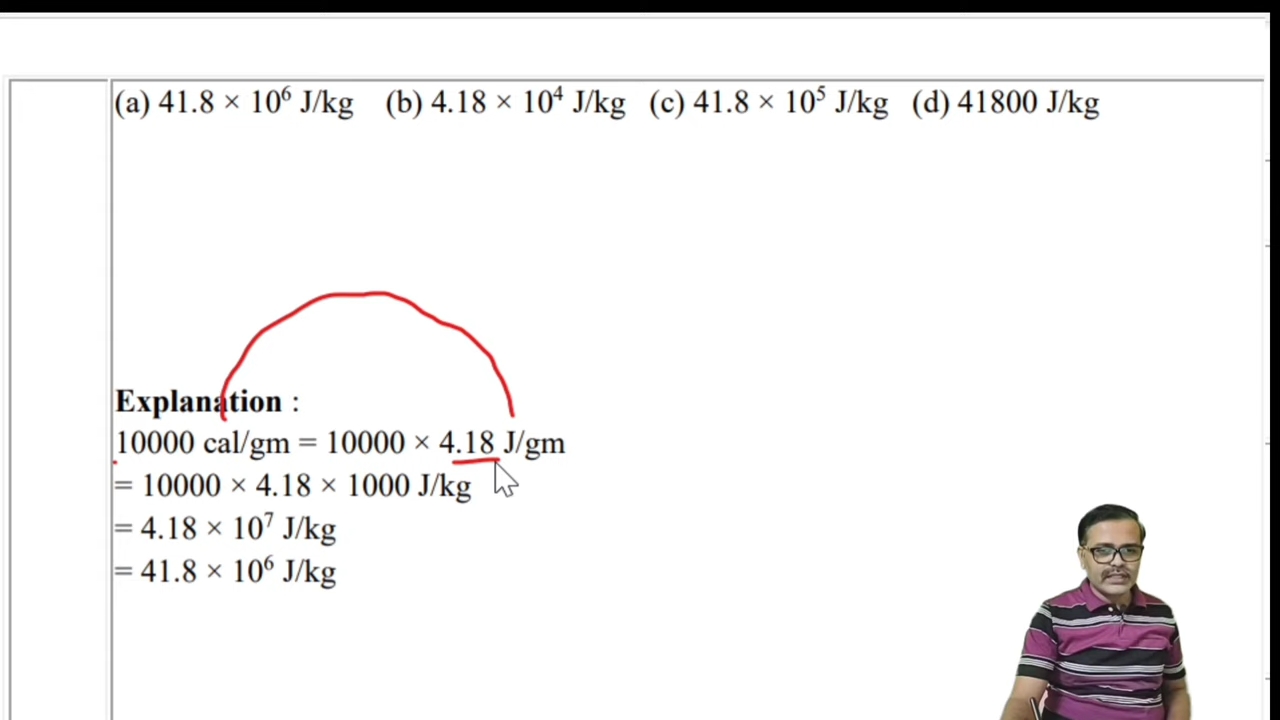 (a) 41.8 × 10⁶ J/kg (b) 4.18 × 10⁴ J/kg (c) 41.8 × 10⁵ J/kg (d) 41800 J/kg
Explanation :
10000 cal/gm = 10000 × 4.18 J/gm
= 10000 × 4.18 × 1000 J/kg
= 4.18 × 10⁷ J/kg
= 41.8 × 10⁶ J/kg